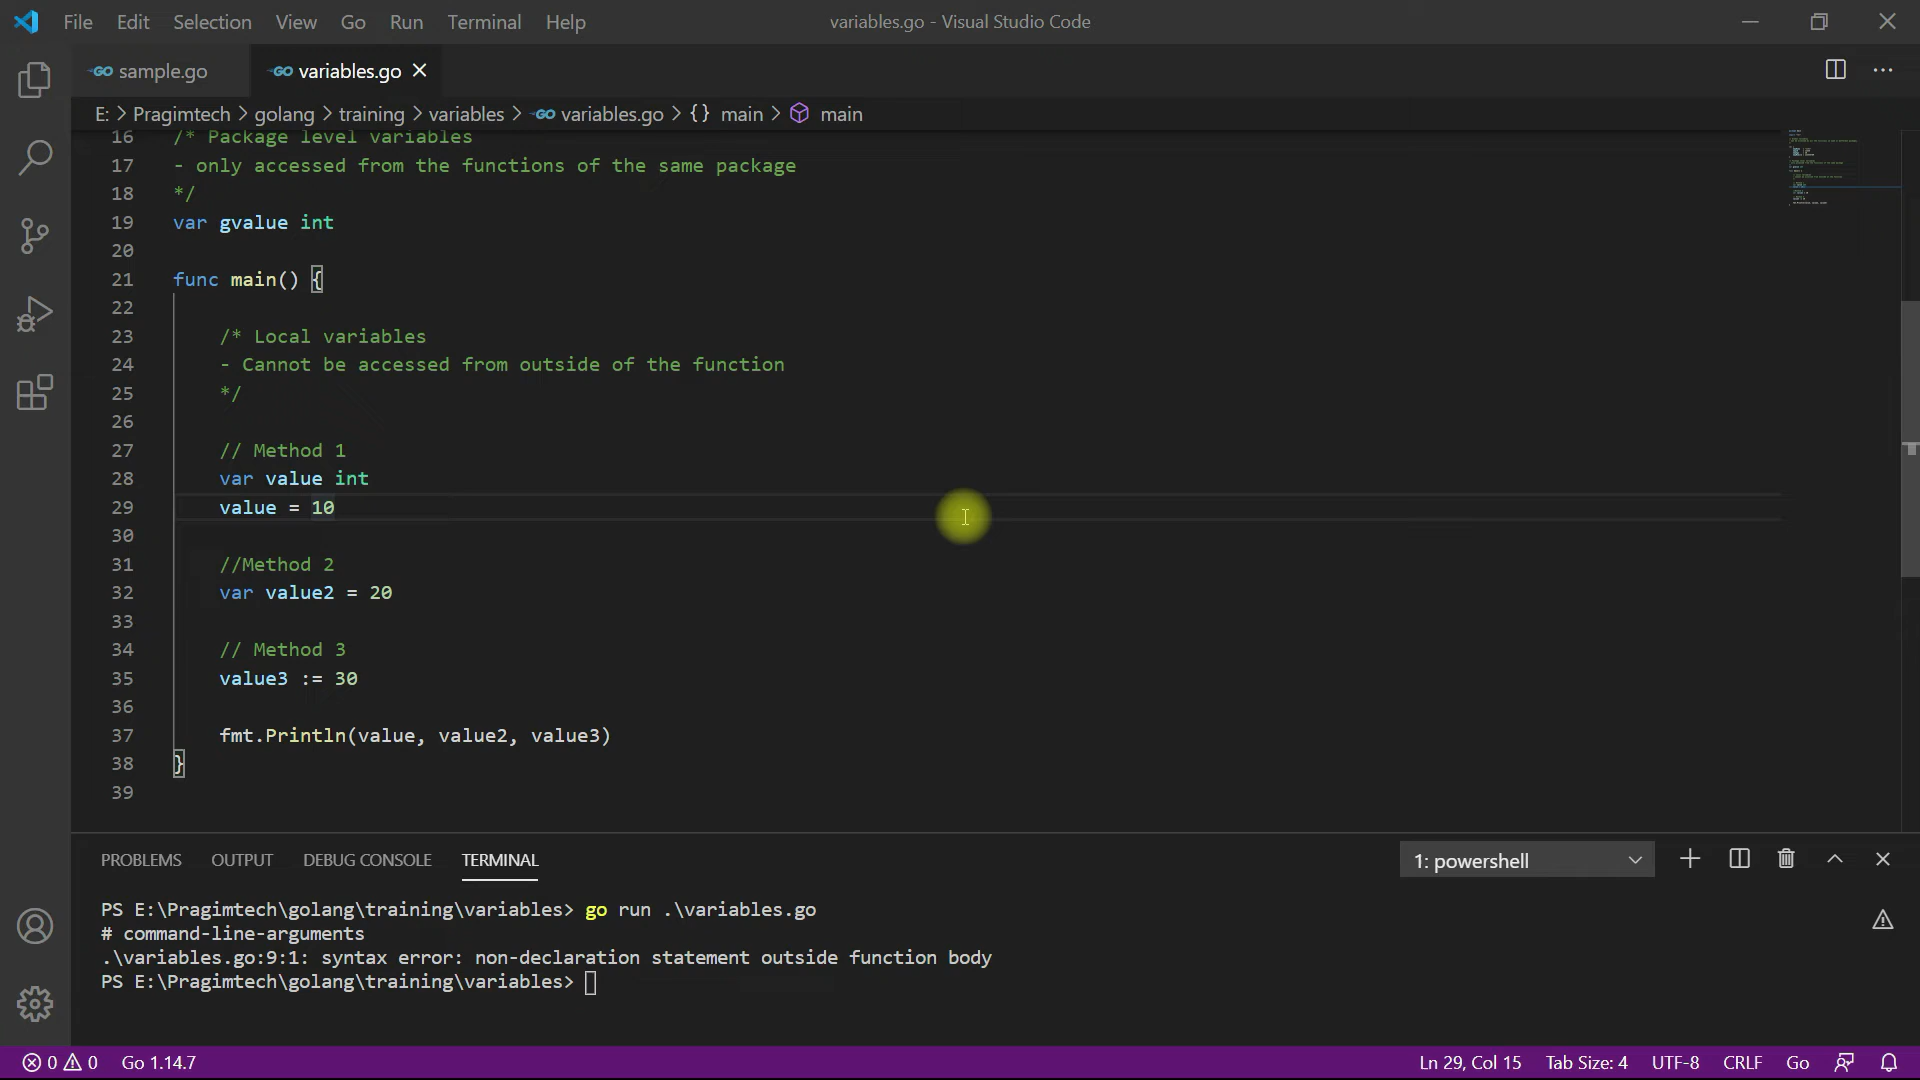 File Edit Selection View Go Run Terminal Help variables.go - Visual Studio Code
GO sample.go GO variables.go
E: > Pragimtech > golang > training > variables > GO variables.go > {} main > main
16 /* Package level variables
17 - only accessed from the functions of the same package
18 */
19 var gvalue int
20
21 func main() {
22
23 /* Local variables
24 - Cannot be accessed from outside of the function
25 */
26
27 // Method 1
28 var value int
29 value = 10
30
31 //Method 2
32 var value2 = 20
33
34 // Method 3
35 value3 := 30
36
37 fmt.Println(value, value2, value3)
38 }
39
PROBLEMS OUTPUT DEBUG CONSOLE TERMINAL 1: powershell
PS E:\Pragimtech\golang\training\variables> go run .\variables.go
# command-line-arguments
.\variables.go:9:1: syntax error: non-declaration statement outside function body
PS E:\Pragimtech\golang\training\variables>
0 0 Go 1.14.7 Ln 29, Col 15 Tab Size: 4 UTF-8 CRLF Go